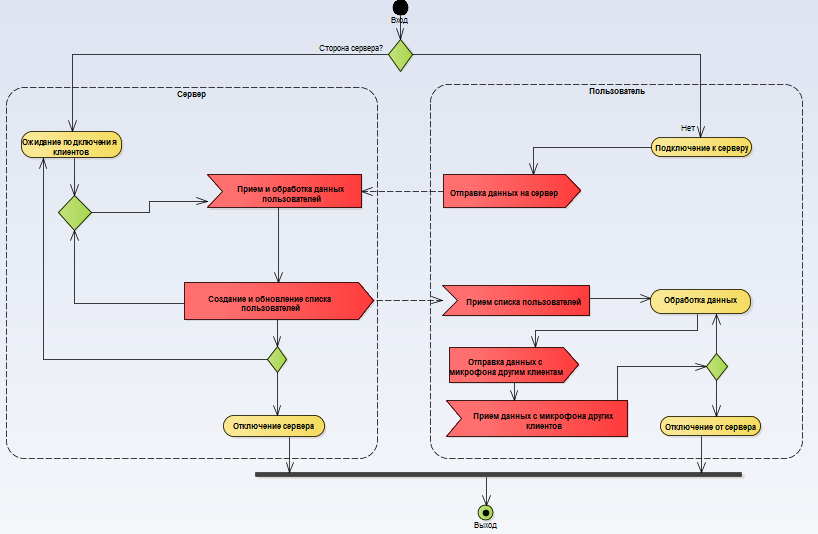 Вход
Сторона сервера?
Сервер
Пользователь
Нет
Ожидание подключения
клиентов
Подключение к серверу
Прием и обработка данных
пользователей
Отправка данных на сервер
Создание и обновление списка
пользователей
Прием списка пользователей
Обработка данных
Отправка данных с
микрофона другим клиентам
Прием данных с микрофона других
клиентов
Отключение сервера
Отключение от сервера
Выход